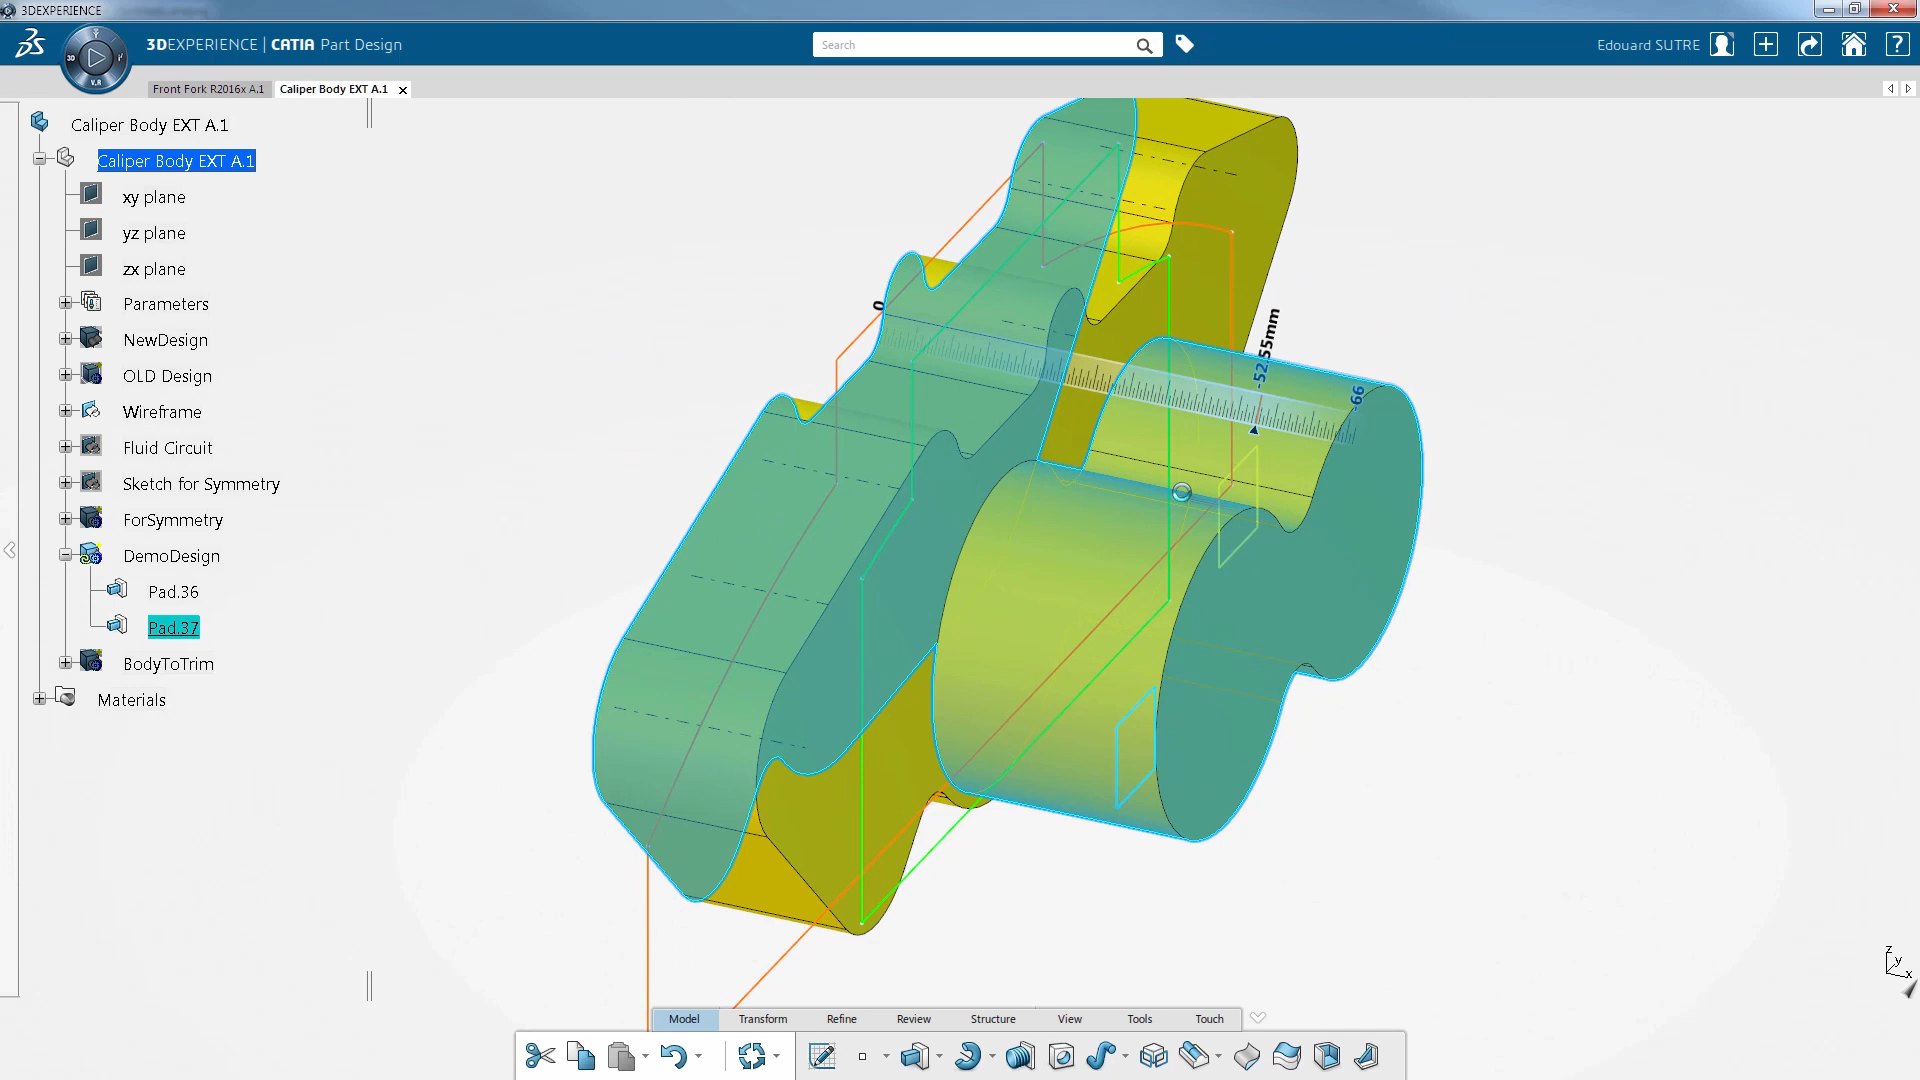 3DEXPERIENCE
3DEXPERIENCE | CATIA Part Design
3D
V.R
Search
Edouard SUTRE
?
Front Fork R2016x A.1
Caliper Body EXT A.1
Caliper Body EXT A.1
Caliper Body EXT A.1
xy plane
yz plane
zx plane
Parameters
NewDesign
OLD Design
Wireframe
Fluid Circuit
Sketch for Symmetry
ForSymmetry
DemoDesign
Pad.36
Pad.37
BodyToTrim
Materials
0
-52.55mm
-66
z
y
x
Model
Transform
Refine
Review
Structure
View
Tools
Touch